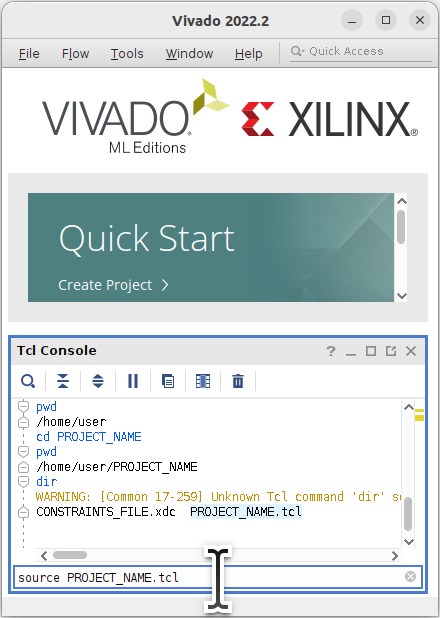 Vivado 2022.2
File Flow Tools Window Help Quick Access
VIVADO®
ML Editions
XILINX®
Quick Start
Create Project
Tcl Console
pwd
/home/user
cd PROJECT_NAME
pwd
/home/user/PROJECT_NAME
dir
WARNING: [Common 17-259] Unknown Tcl command 'dir'
CONSTRAINTS_FILE.xdc PROJECT_NAME.tcl
source PROJECT_NAME.tcl